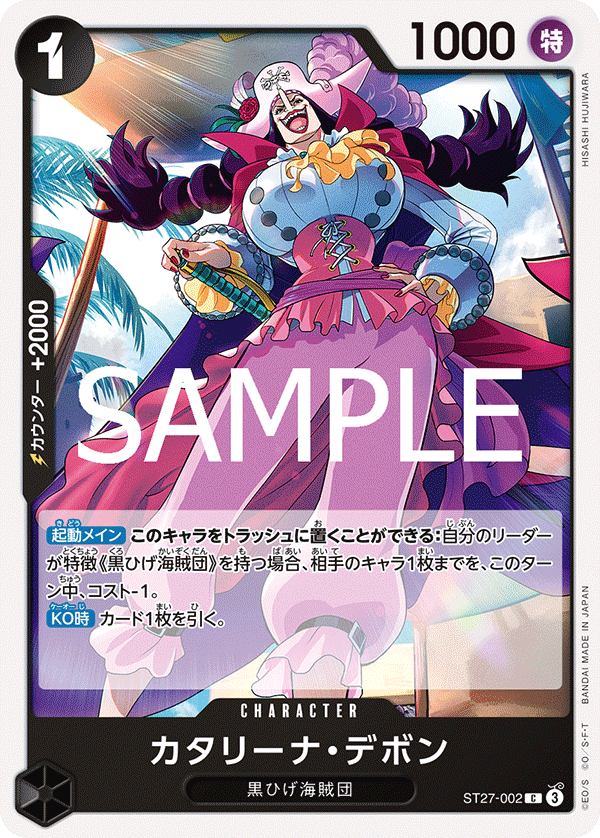 1
1000
特
HISASHI HUJIWARA
カウンター +2000
SAMPLE
起動メイン このキャラをトラッシュに置くことができる:自分のリーダー
が特徴《黒ひげ海賊団》を持つ場合、相手のキャラ1枚までを、このター
ン中、コスト-1。
KO時 カード1枚を引く。
CHARACTER
カタリーナ・デボン
黒ひげ海賊団
ST27-002 C 3
©E.O/S ©O/S・F・T BANDAI MADE IN JAPAN